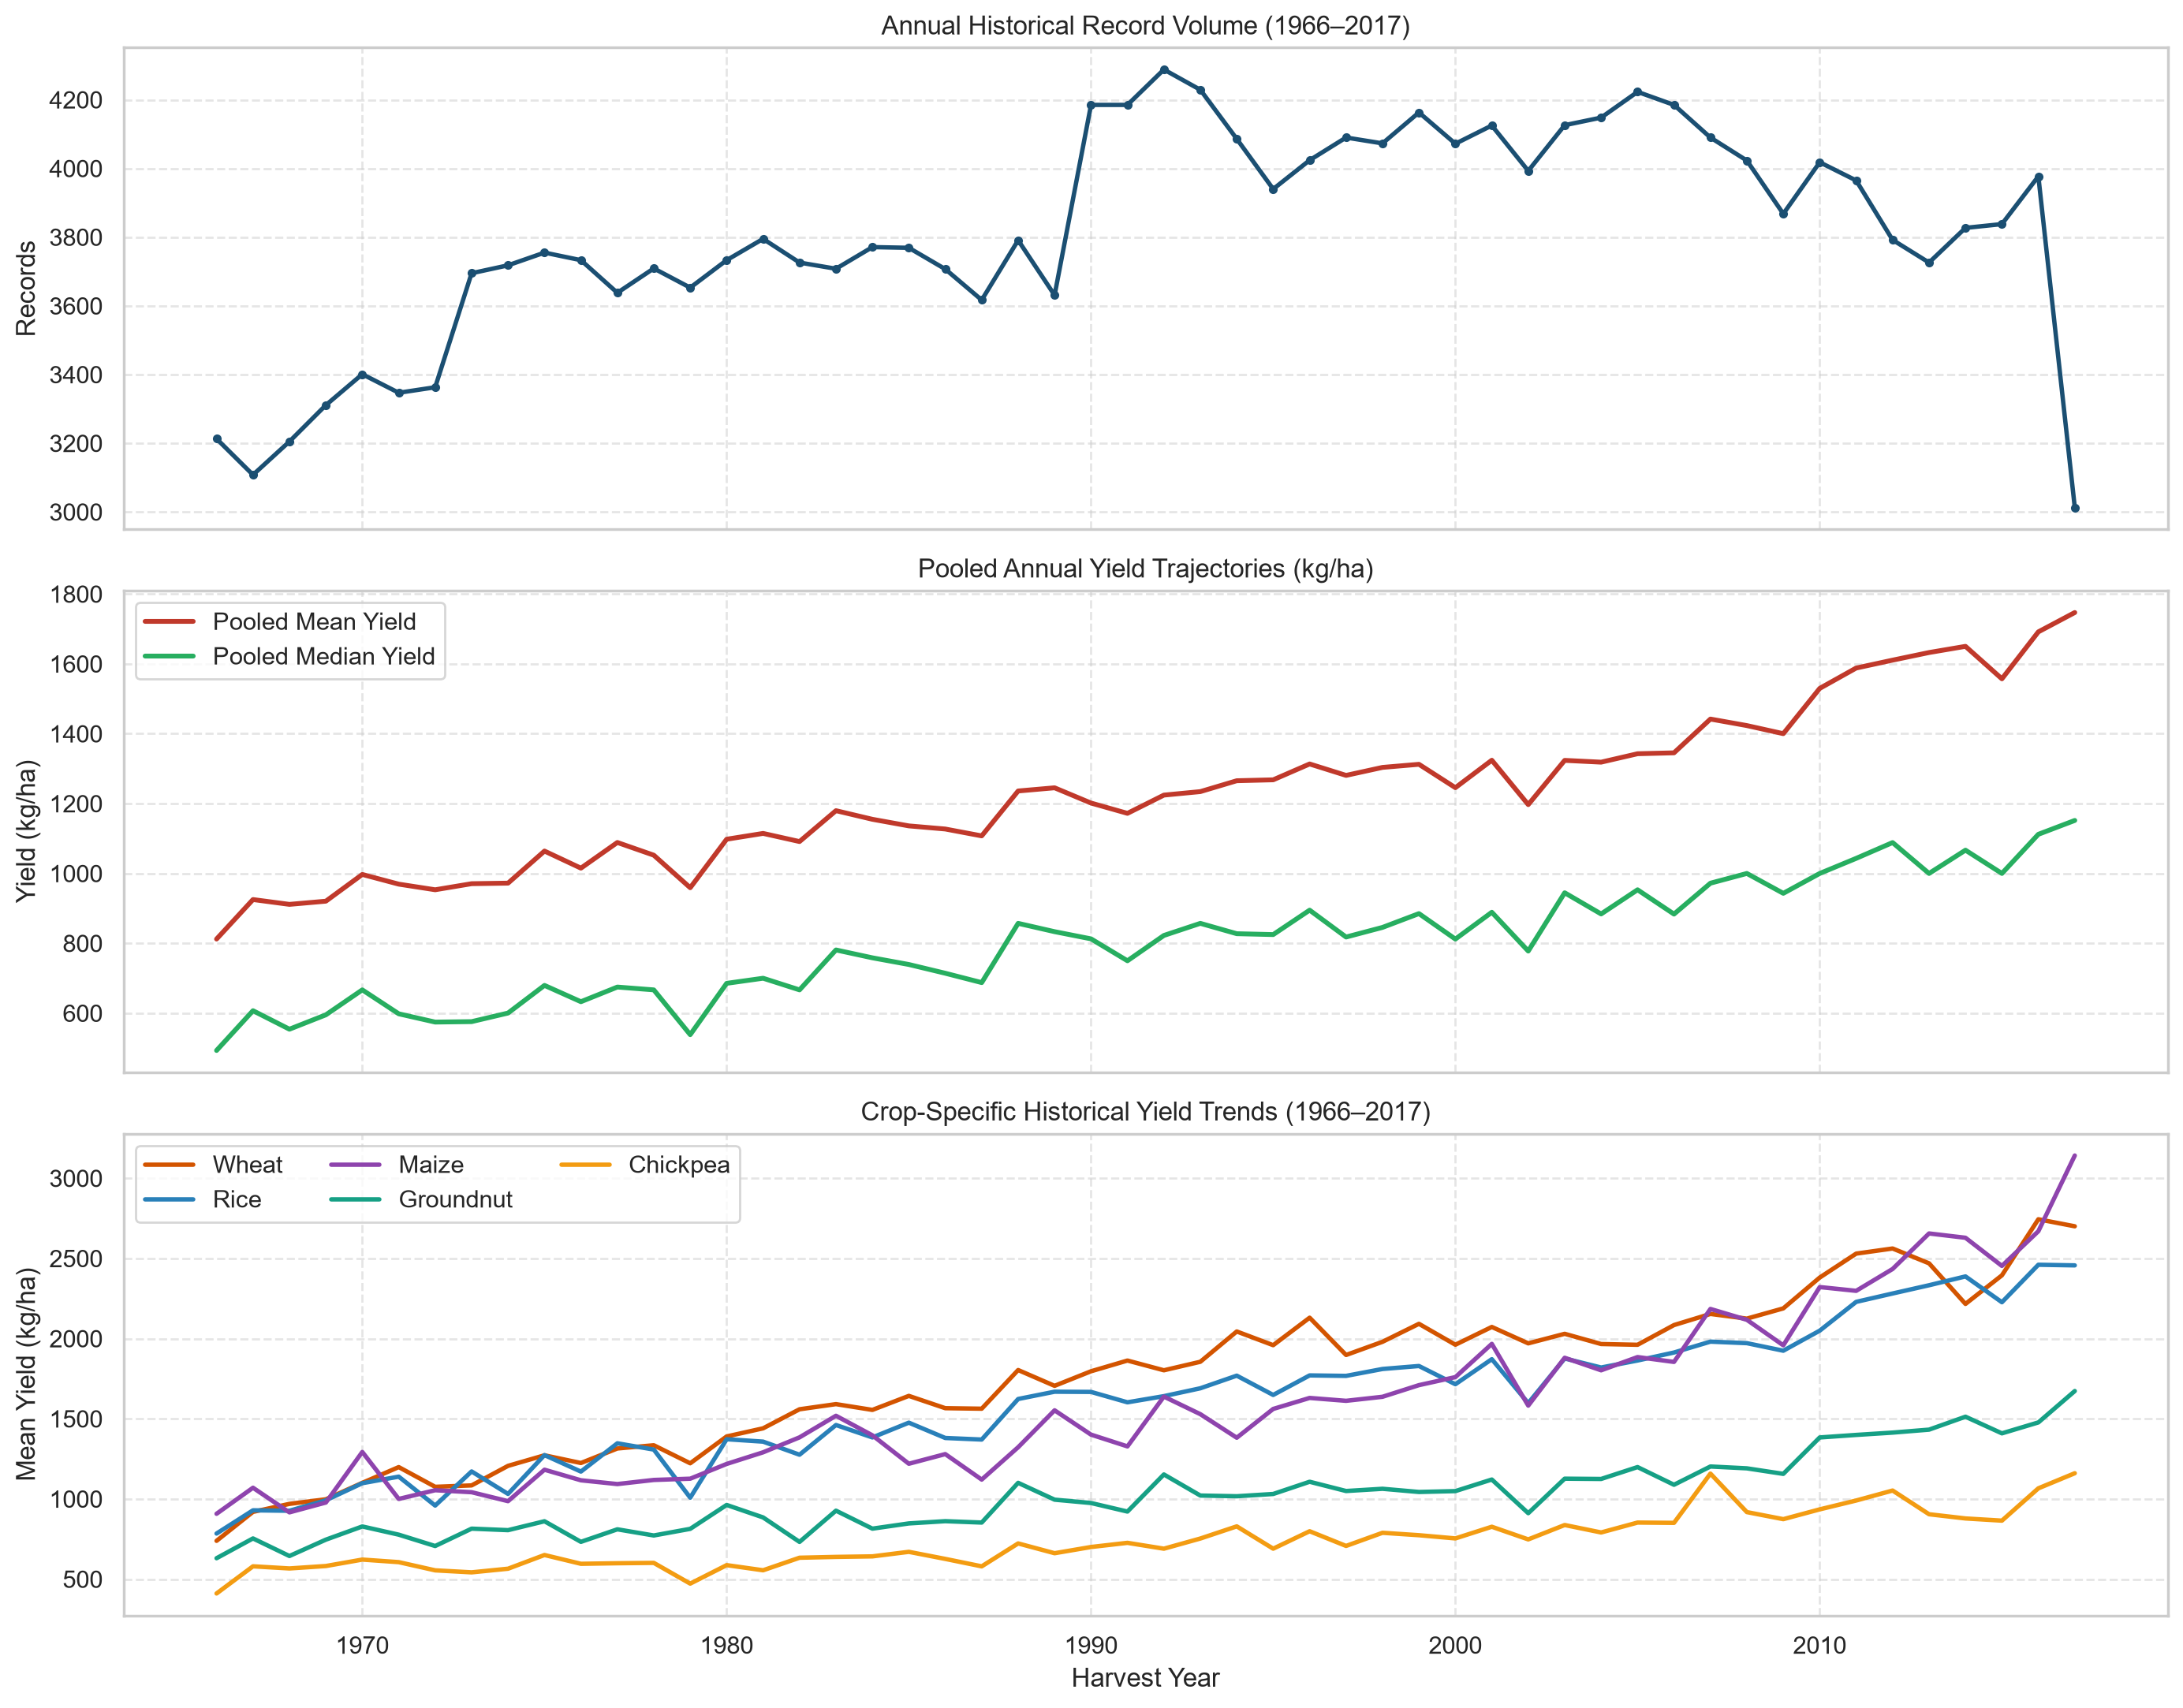 Annual Historical Record Volume (1966–2017)
4200
4000
3800
3600
3400
3200
3000
Records
Pooled Annual Yield Trajectories (kg/ha)
1800
1600
1400
1200
1000
800
600
Yield (kg/ha)
Pooled Mean Yield
Pooled Median Yield
Crop-Specific Historical Yield Trends (1966–2017)
3000
2500
2000
1500
1000
500
Mean Yield (kg/ha)
Wheat Maize Chickpea
Rice Groundnut
1970 1980 1990 2000 2010
Harvest Year